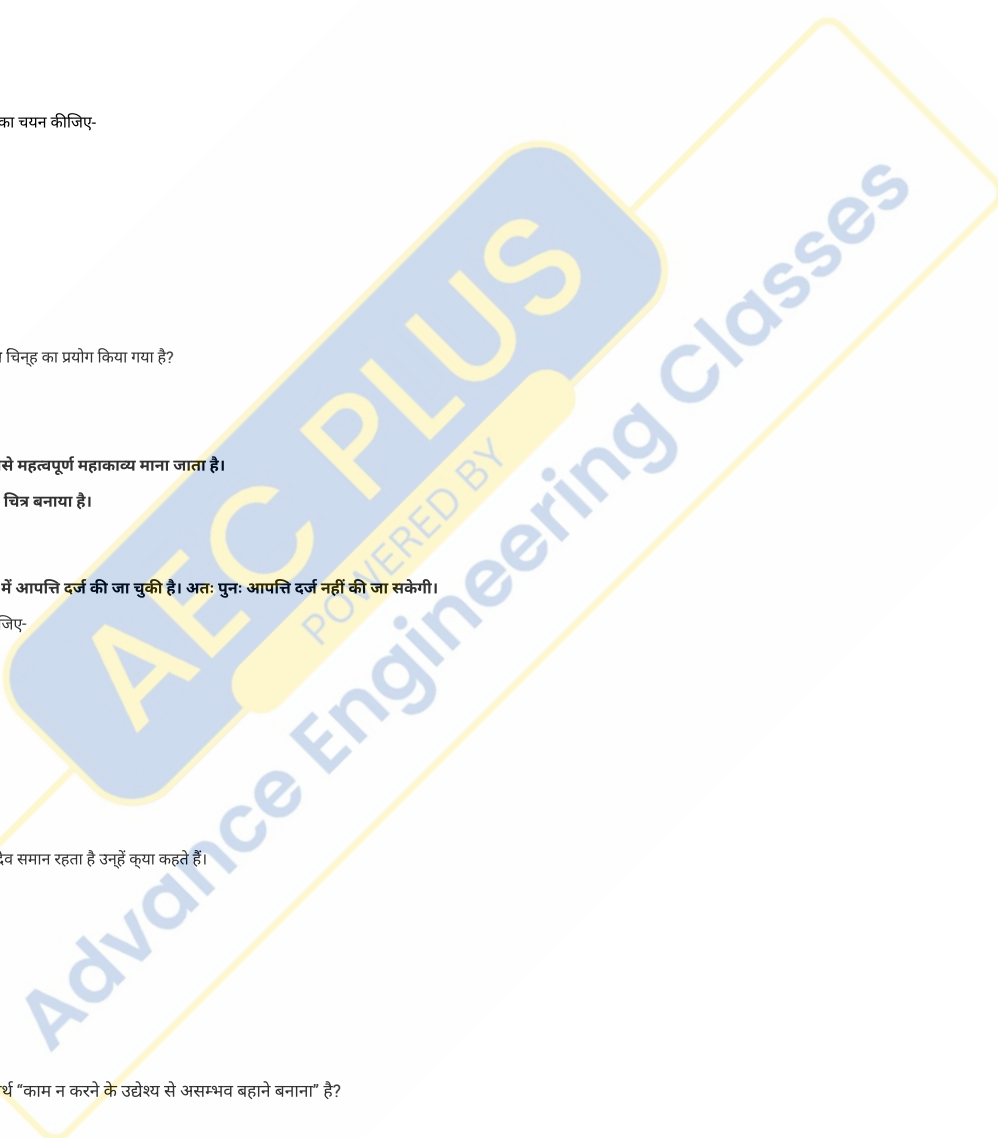 का चयन कीजिए-
चिन्ह का प्रयोग किया गया है?
से महत्वपूर्ण महाकाव्य माना जाता है।
चित्र बनाया है।
में आपत्ति दर्ज की जा चुकी है। अतः पुनः आपत्ति दर्ज नहीं की जा सकेगी।
जिए-
समान रहता है उन्हें क्या कहते हैं।
“काम न करने के उद्येश्य से असम्भव बहाने बनाना” है?
AEC PLUS
POWERED BY
Advance Engineering Classes